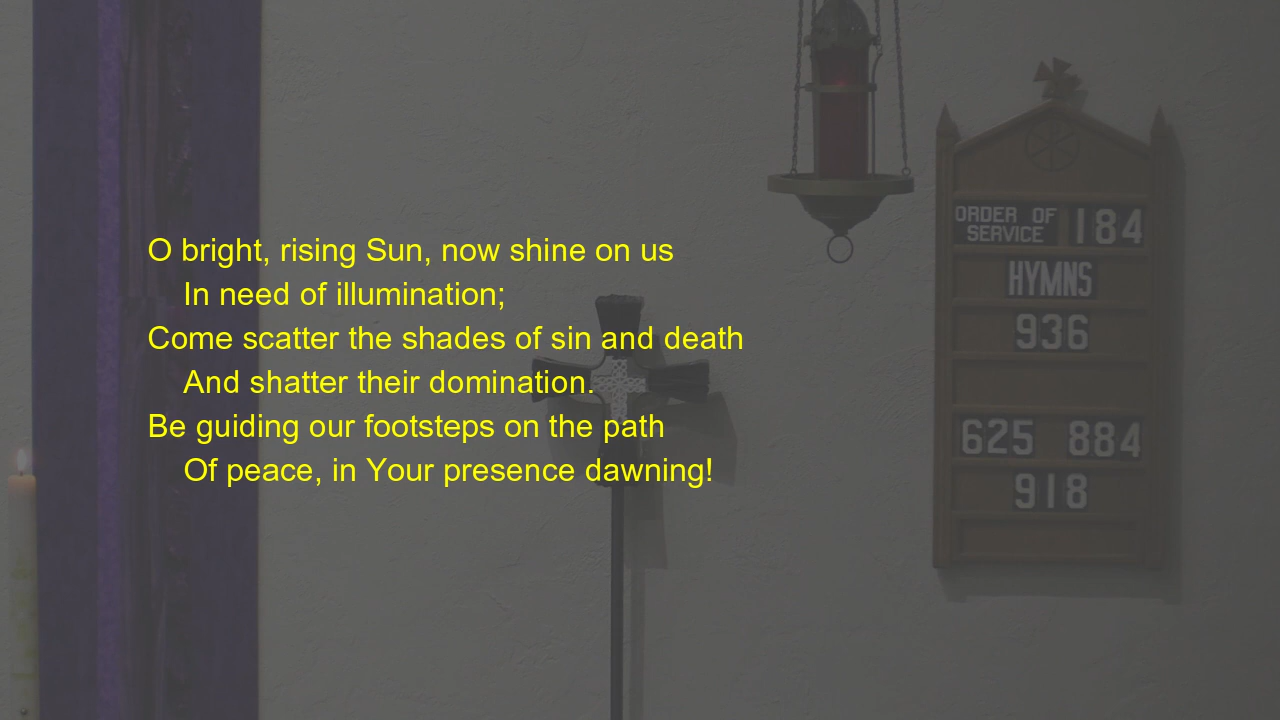 O bright, rising Sun, now shine on us
In need of illumination;
Come scatter the shades of sin and death
And shatter their domination.
Be guiding our footsteps on the path
Of peace, in Your presence dawning!
ORDER OF
SERVICE 184
HYMNS
936
625 884
918